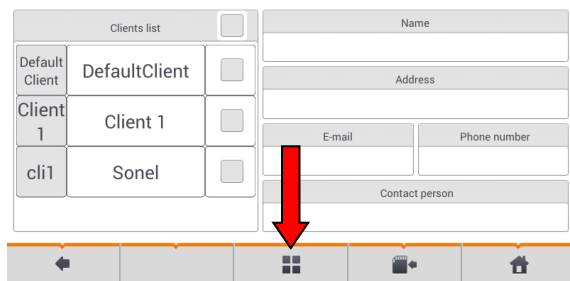 Clients list
Default
Client
DefaultClient
Client
1
Client 1
cli1
Sonel
Name
Address
E-mail
Phone number
Contact person